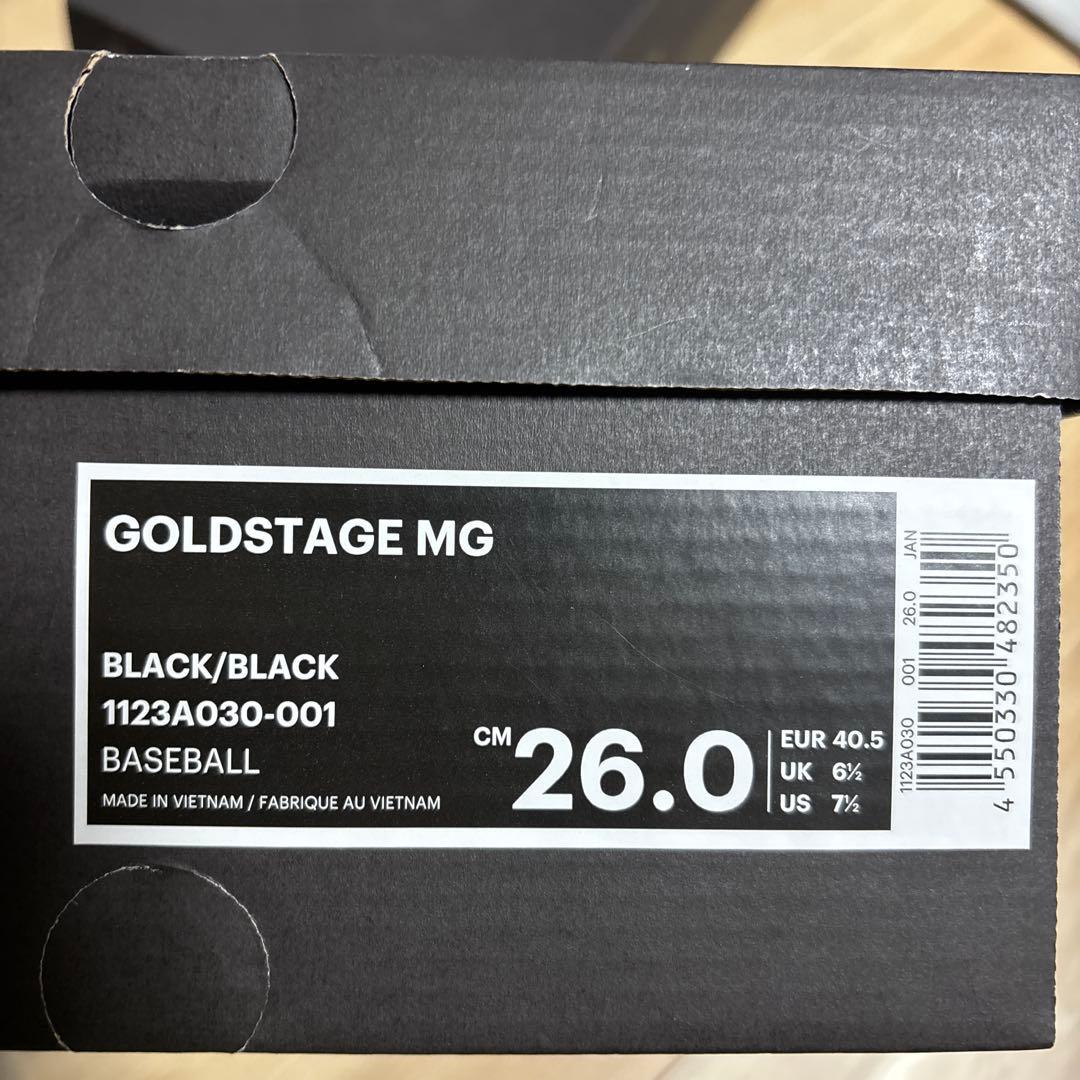 GOLDSTAGE MG
BLACK/BLACK
1123A030-001
BASEBALL
MADE IN VIETNAM / FABRIQUE AU VIETNAM
CM 26.0
EUR 40.5
UK 6½
US 7½
1123A030 001 26.0 JAN
4 550330 482350